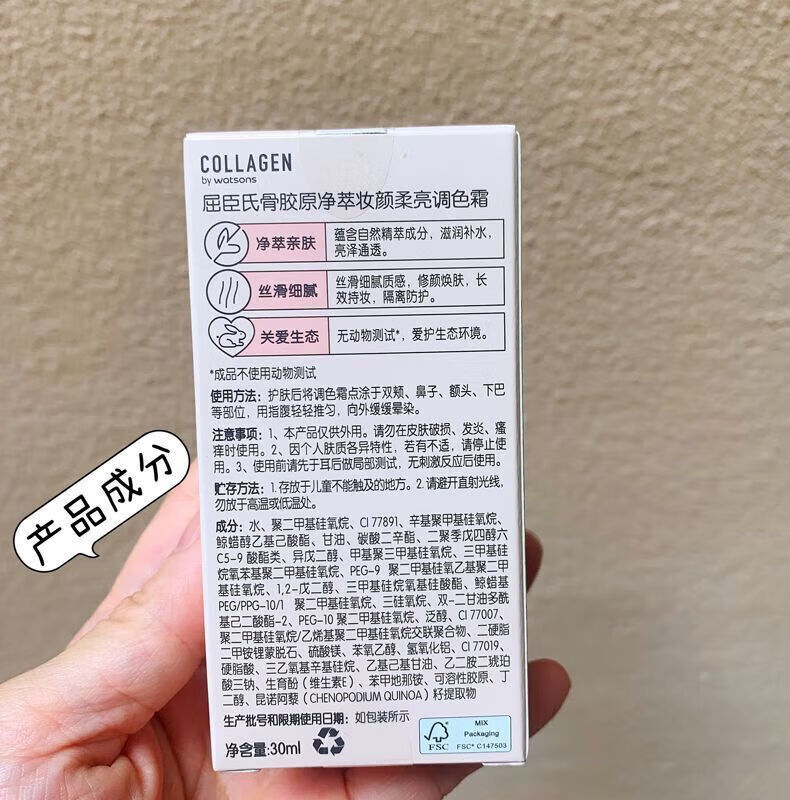 COLLAGEN
by watsons
屈臣氏骨胶原净萃妆颜柔亮调色霜
净萃亲肤
蕴含自然精萃成分，滋润补水，
亮泽通透。
丝滑细腻
丝滑细腻质感，修颜焕肤，长
效持妆，隔离防护。
关爱生态
无动物测试*，爱护生态环境。
*成品不使用动物测试
使用方法：护肤后将调色霜点涂于双颊、鼻子、额头、下巴
等部位，用指腹轻轻推匀，向外缓缓晕染。
注意事项：1、本产品仅供外用。请勿在皮肤破损、发炎、瘙
痒时使用。2、因个人肤质各异特性，若有不适，请停止使
用。3、使用前请先于耳后做局部测试，无刺激反应后使用。
贮存方法：1.存放于儿童不能触及的地方。2.请避开直射光线，
勿放于高温或低温处。
成分：水、聚二甲基硅氧烷、CI 77891、辛基聚甲基硅氧烷、
鲸蜡醇乙基己酸酯、甘油、碳酸二辛酯、二聚季戊四醇六
C5-9 酸酯类、异戊二醇、甲基聚三甲基硅氧烷、三甲基硅
烷氧苯基聚二甲基硅氧烷、PEG-9 聚二甲基硅氧乙基聚二甲
基硅氧烷、1,2-戊二醇、三甲基硅烷氧基硅酸酯、鲸蜡基
PEG/PPG-10/1 聚二甲基硅氧烷、三硅氧烷、双-二甘油多酰
基己二酸酯-2、PEG-10 聚二甲基硅氧烷、泛醇、CI 77007、
聚二甲基硅氧烷/乙烯基聚二甲基硅氧烷交联聚合物、二硬脂
二甲铵锂蒙脱石、硫酸镁、苯氧乙醇、氢氧化铝、CI 77019、
硬脂酸、三乙氧基辛基硅烷、乙基己基甘油、乙二胺二琥珀
酸三钠、生育酚（维生素E）、苯甲地那铵、可溶性胶原、丁
二醇、昆诺阿藜（CHENOPODIUM QUINOA）籽提取物
生产批号和限期使用日期：如包装所示
净含量:30ml
FSC
MIX
Packaging
FSC® C147503
产品成分